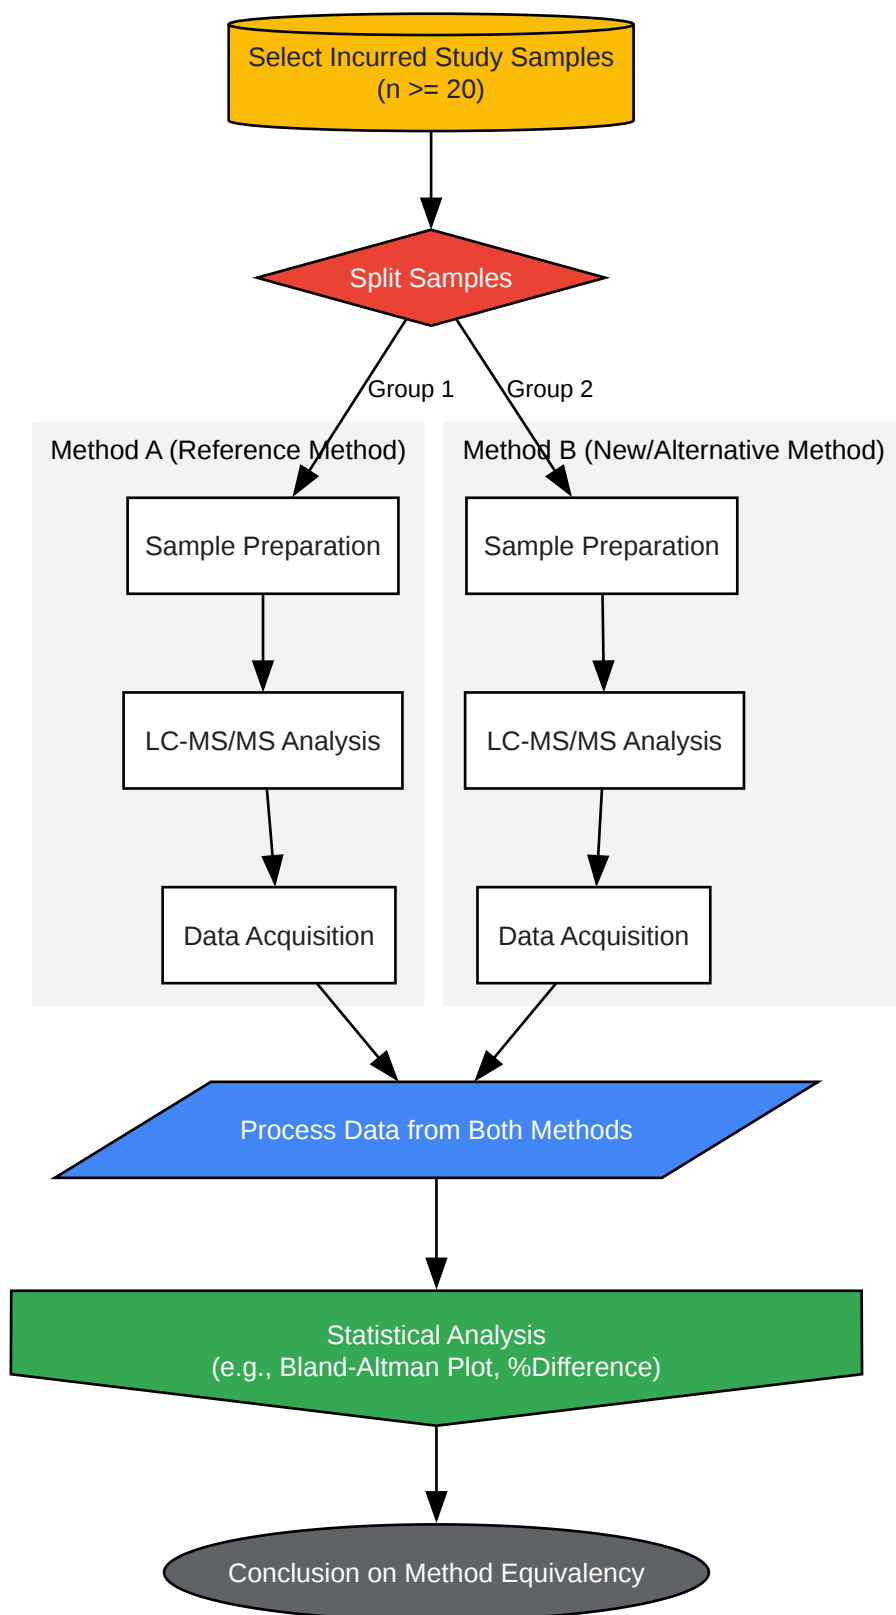 Select Incurred Study Samples
(n >= 20)
Split Samples
Group 1
Group 2
Method A (Reference Method)
Method B (New/Alternative Method)
Sample Preparation
Sample Preparation
LC-MS/MS Analysis
LC-MS/MS Analysis
Data Acquisition
Data Acquisition
Process Data from Both Methods
Statistical Analysis
(e.g., Bland-Altman Plot, %Difference)
Conclusion on Method Equivalency